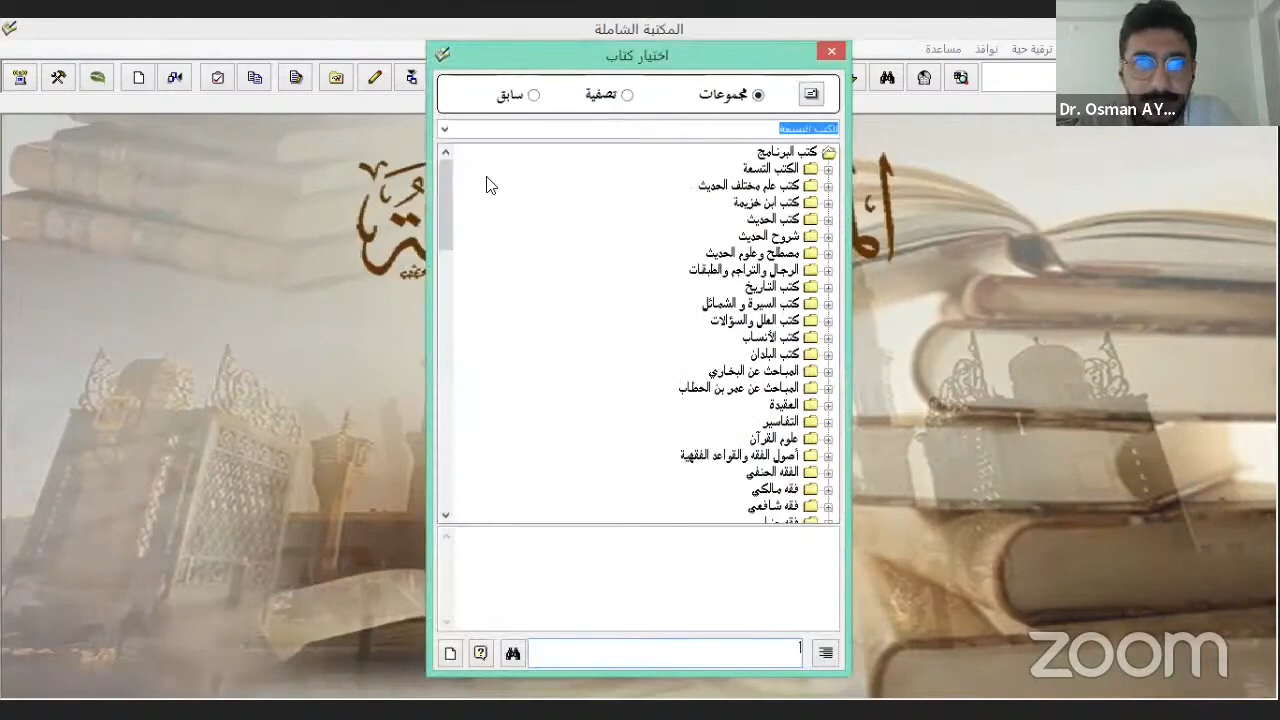 المكتبة الشاملة
ترقية حية نوافذ مساعدة
Dr. Osman AY...
اختيار كتاب
مجموعات تصفية سابق
الكتب التسعة
كتب البرنامج
الكتب التسعة
كتب علم مختلف الحديث
كتب ابن خزيمة
كتب الحديث
شروح الحديث
مصطلح وعلوم الحديث
الرجال والتراجم والطبقات
كتب التاريخ
كتب السيرة و الشمائل
كتب العلل والسؤالات
كتب الأنساب
كتب البلدان
المباحث عن البخاري
المباحث عن عمر بن الحطاب
العقيدة
التفاسير
علوم القرآن
أصول الفقه والقواعد الفقهية
الفقه الحنفي
فقه مالكي
فقه شافعي
zoom